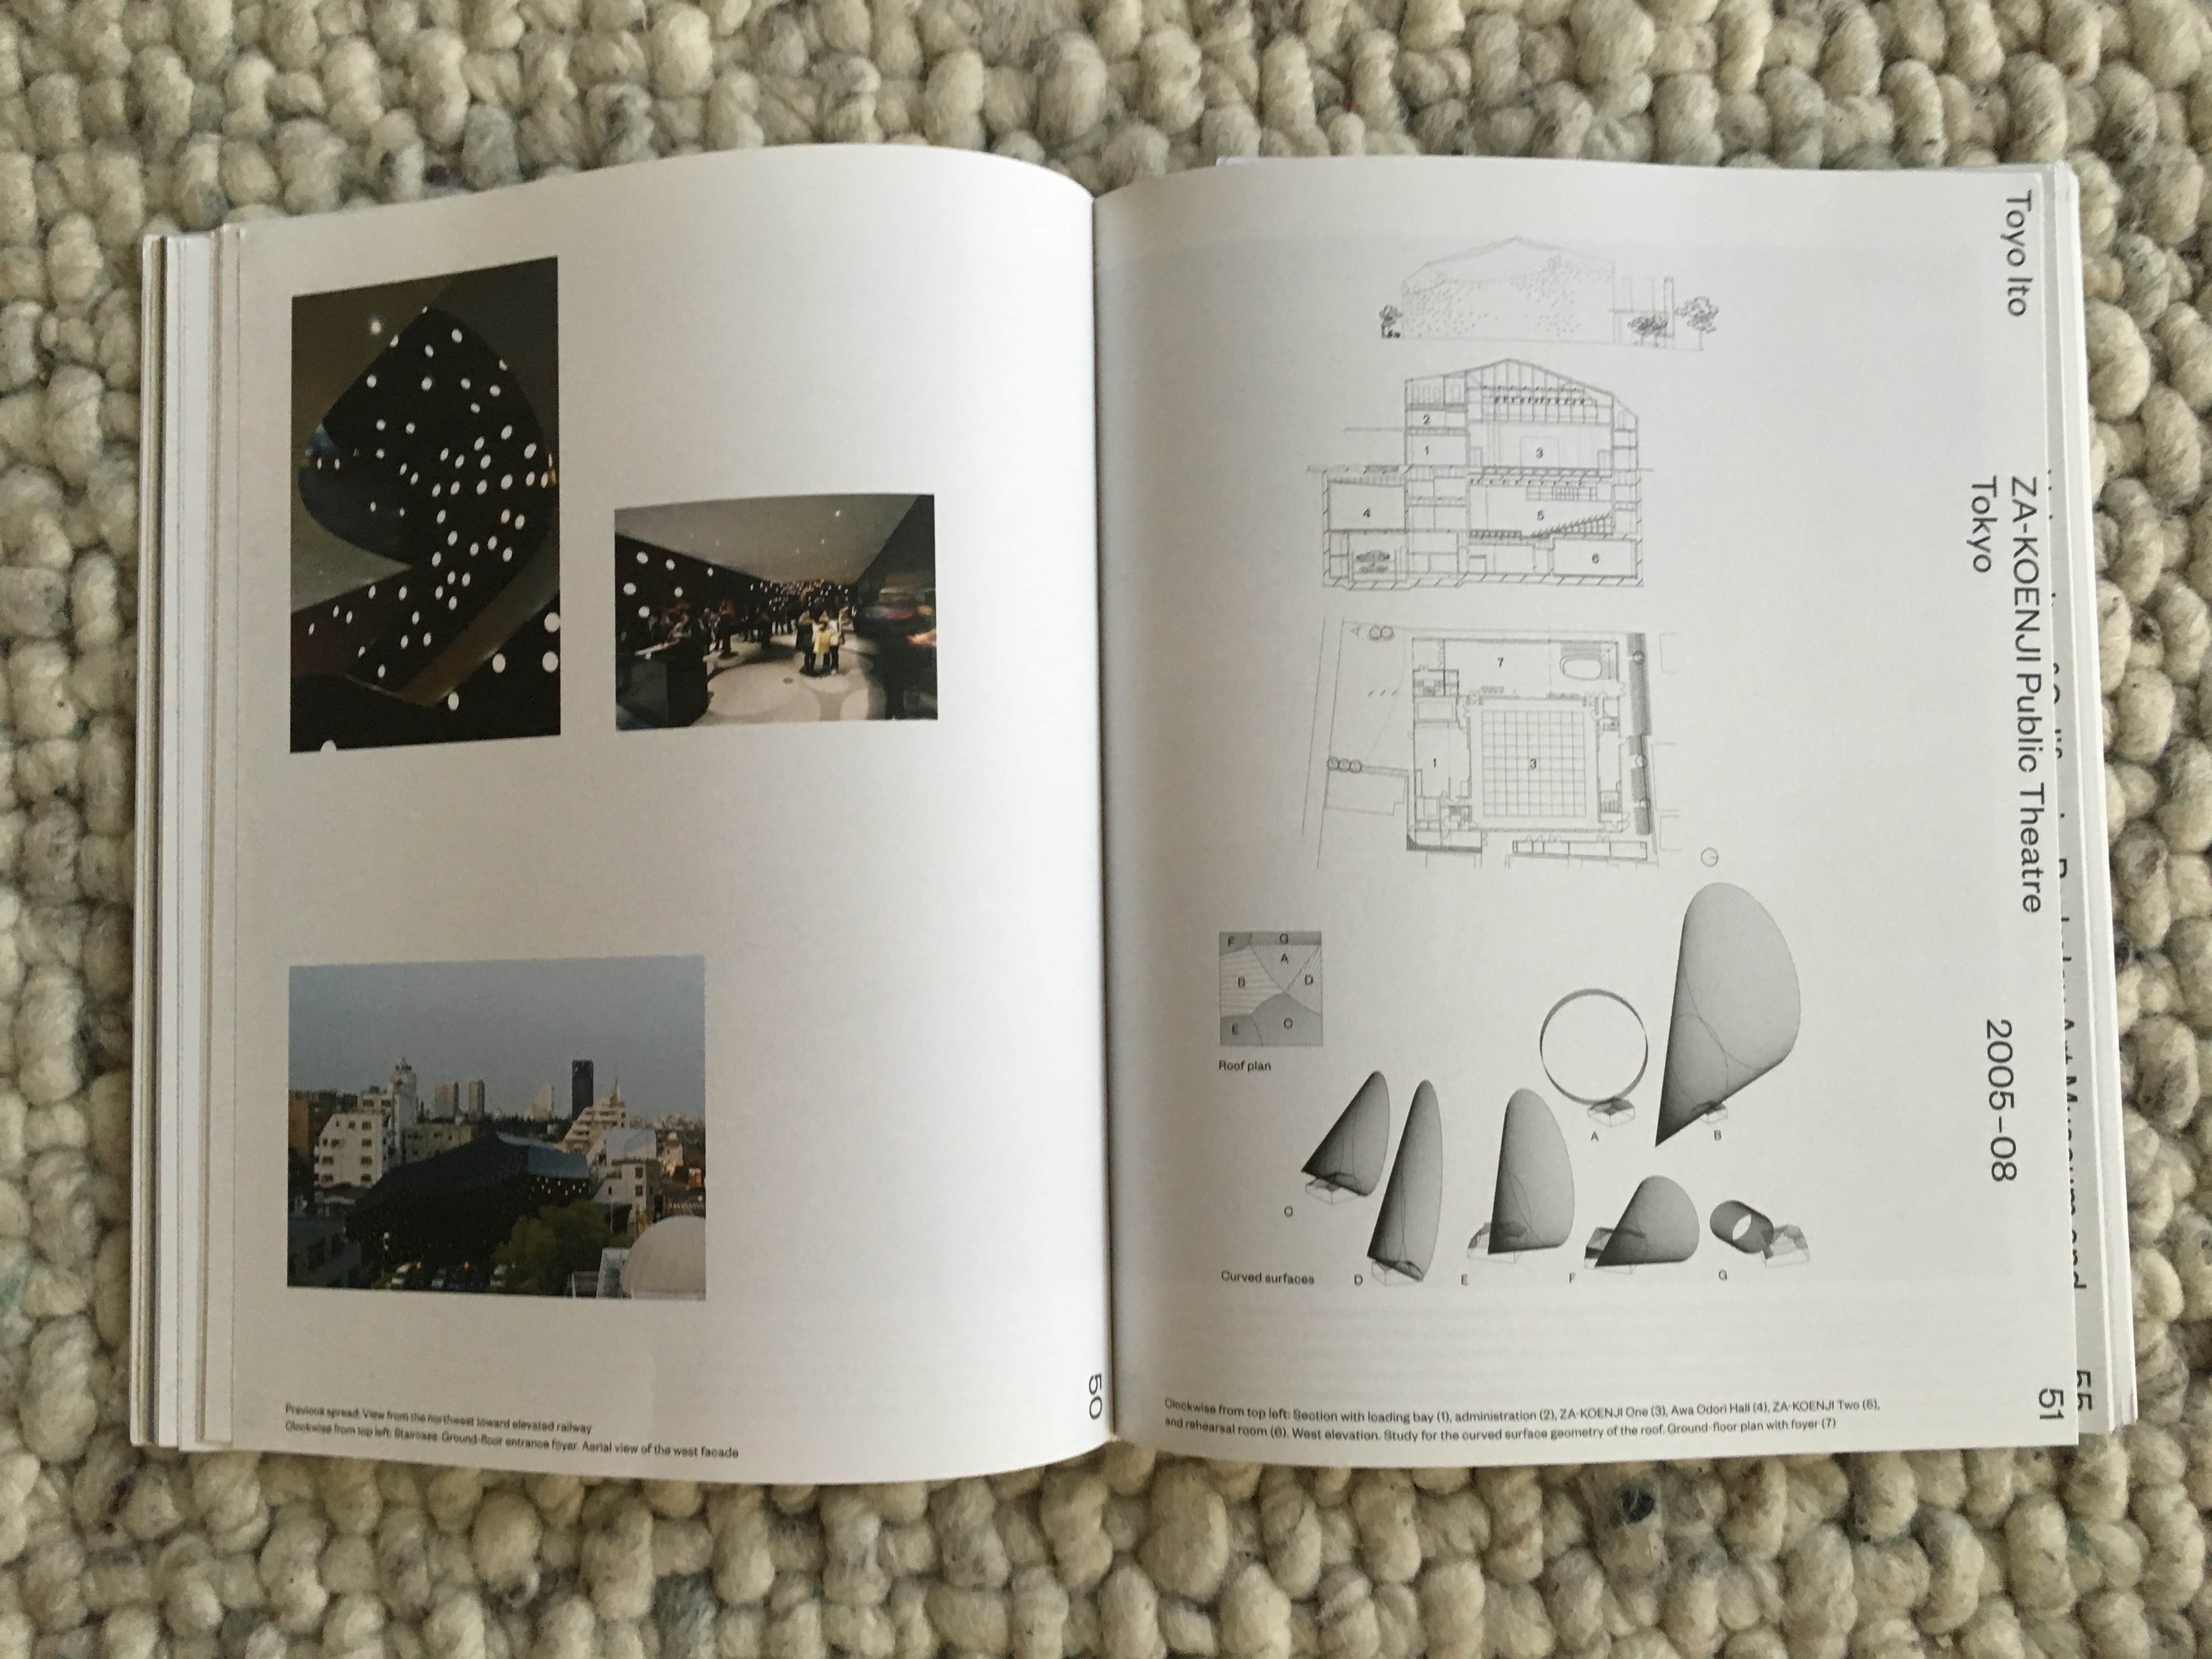 Previous spread: View from the northwest toward elevated railway
Clockwise from top left: Staircase. Ground-floor entrance foyer. Aerial view of the west facade
50
Toyo Ito
ZA-KOENJI Public Theatre
Tokyo
2005–08
2
1
3
4
5
6
7
1
3
F
G
A
B
D
E
C
Roof plan
A
B
C
Curved surfaces
D
E
F
G
Clockwise from top left: Section with loading bay (1), administration (2), ZA-KOENJI One (3), Awa Odori Hall (4), ZA-KOENJI Two (5),
and rehearsal room (6). West elevation. Study for the curved surface geometry of the roof. Ground-floor plan with foyer (7)
51
55